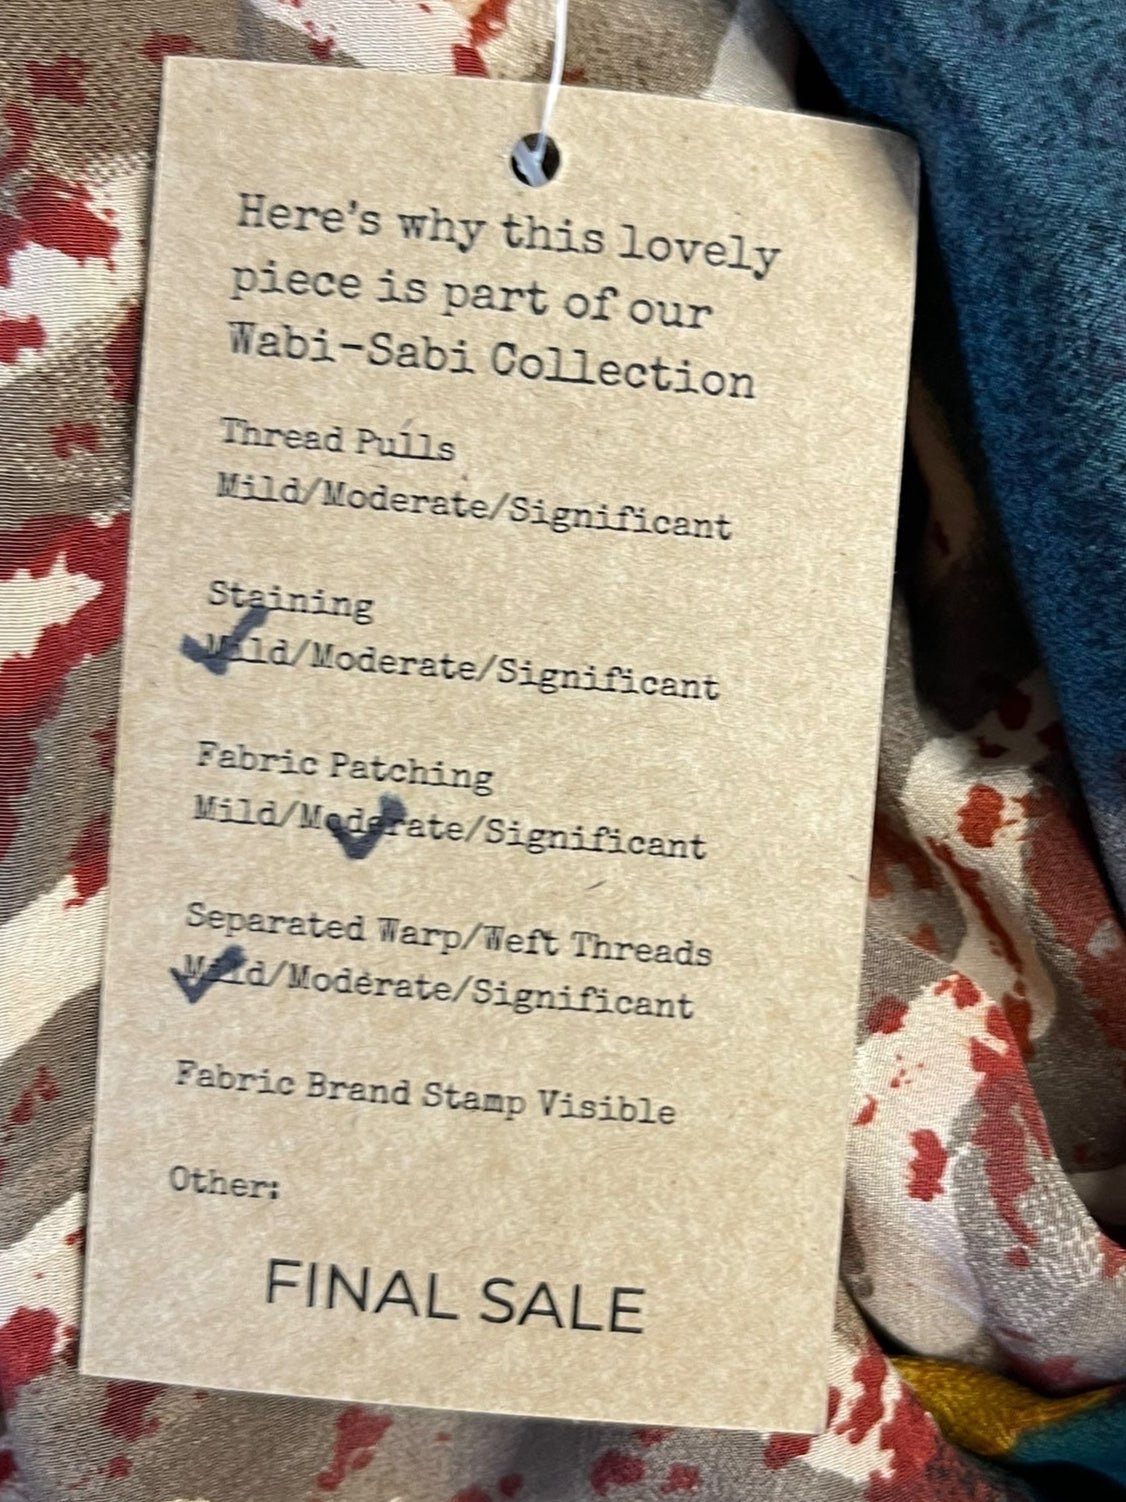 Here's why this lovely
piece is part of our
Wabi-Sabi Collection
Thread Pulls
Mild/Moderate/Significant
Staining
Mild/Moderate/Significant
Fabric Patching
Mild/Moderate/Significant
Separated Warp/Weft Threads
Mild/Moderate/Significant
Fabric Brand Stamp Visible
Other:
FINAL SALE